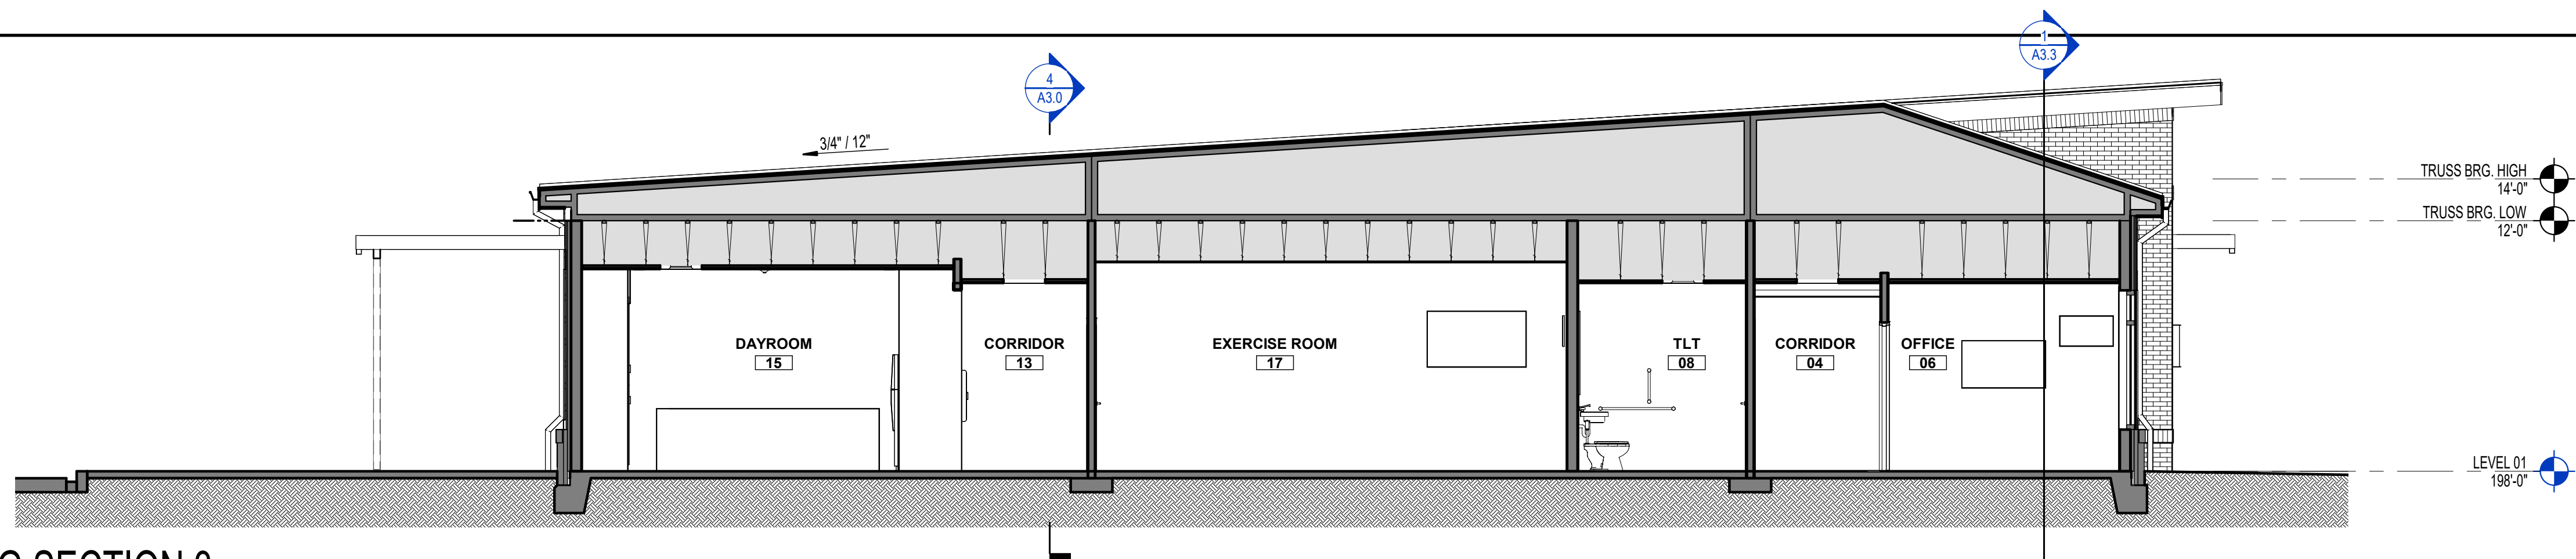 1
A3.3
4
A3.0
3/4" / 12"
TRUSS BRG. HIGH
14'-0"
TRUSS BRG. LOW
12'-0"
DAYROOM
15
CORRIDOR
13
EXERCISE ROOM
17
TLT
08
CORRIDOR
04
OFFICE
06
LEVEL 01
198'-0"